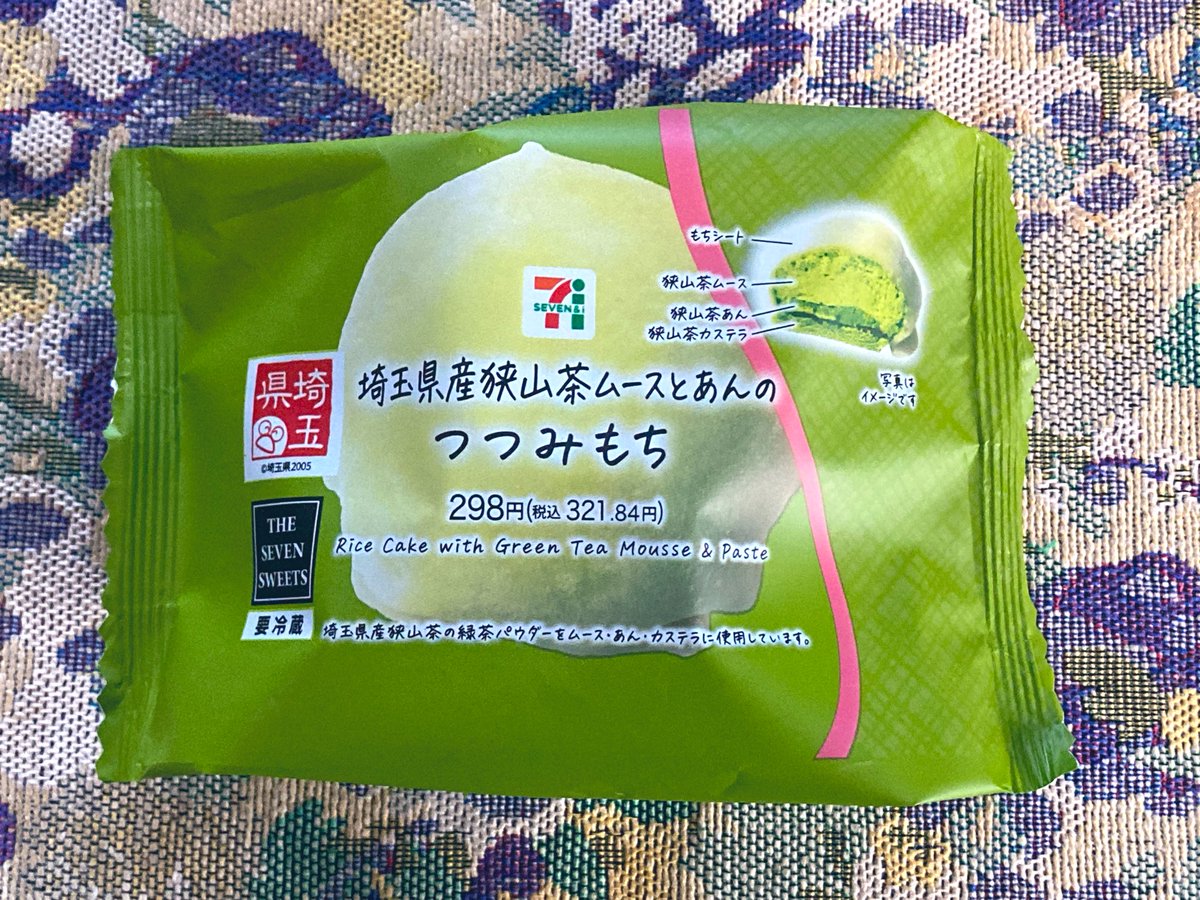 もちシート
狭山茶ムース
狭山茶あん
狭山茶カステラ
写真は
イメージです
7i
SEVEN&i
埼玉県
©埼玉県2005
埼玉県産狭山茶ムースとあんの
つつみもち
298円(税込 321.84円)
Rice Cake with Green Tea Mousse & Paste
THE
SEVEN
SWEETS
要冷蔵
埼玉県産狭山茶の緑茶パウダーをムース・あん・カステラに使用しています。